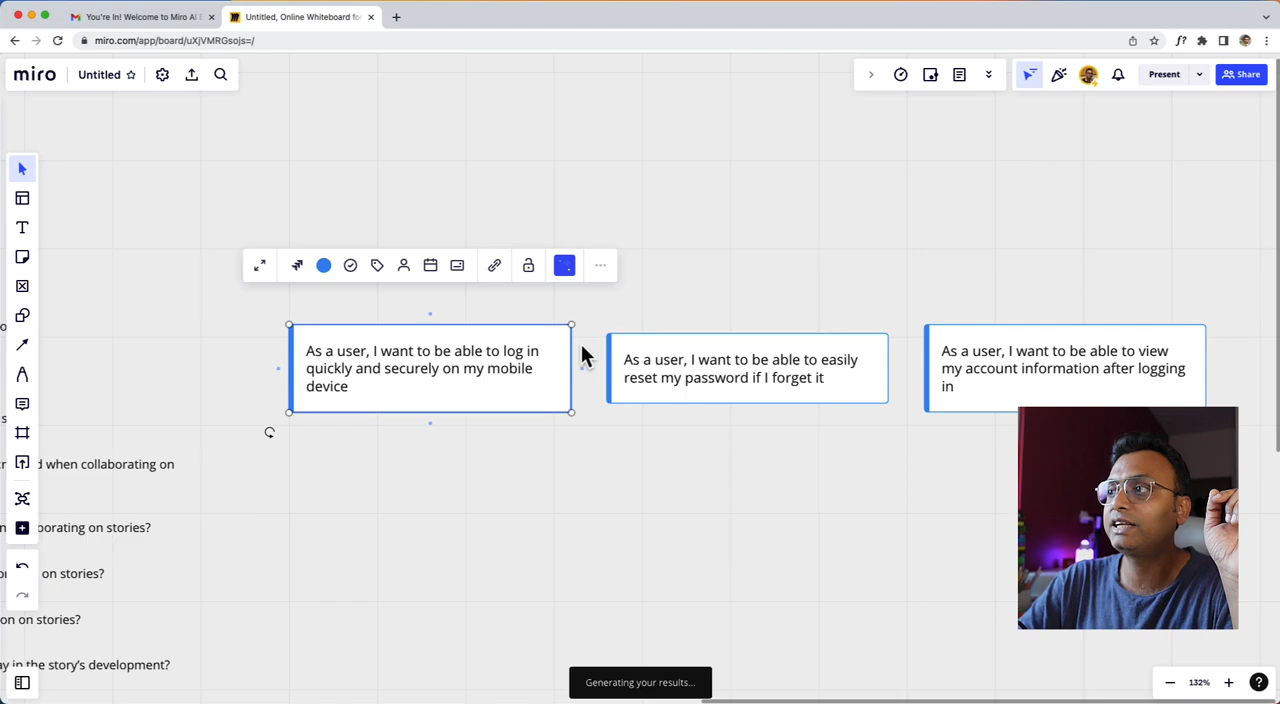 You're In! Welcome to Miro AI
Untitled, Online Whiteboard fo
miro.com/app/board/uXjVMRGsojs=/
miro
Untitled
Present
Share
As a user, I want to be able to log in
quickly and securely on my mobile
device
As a user, I want to be able to easily
reset my password if I forget it
As a user, I want to be able to view
my account information after logging
in
d when collaborating on
orating on stories?
on stories?
on on stories?
ay in the story's development?
Generating your results...
132%